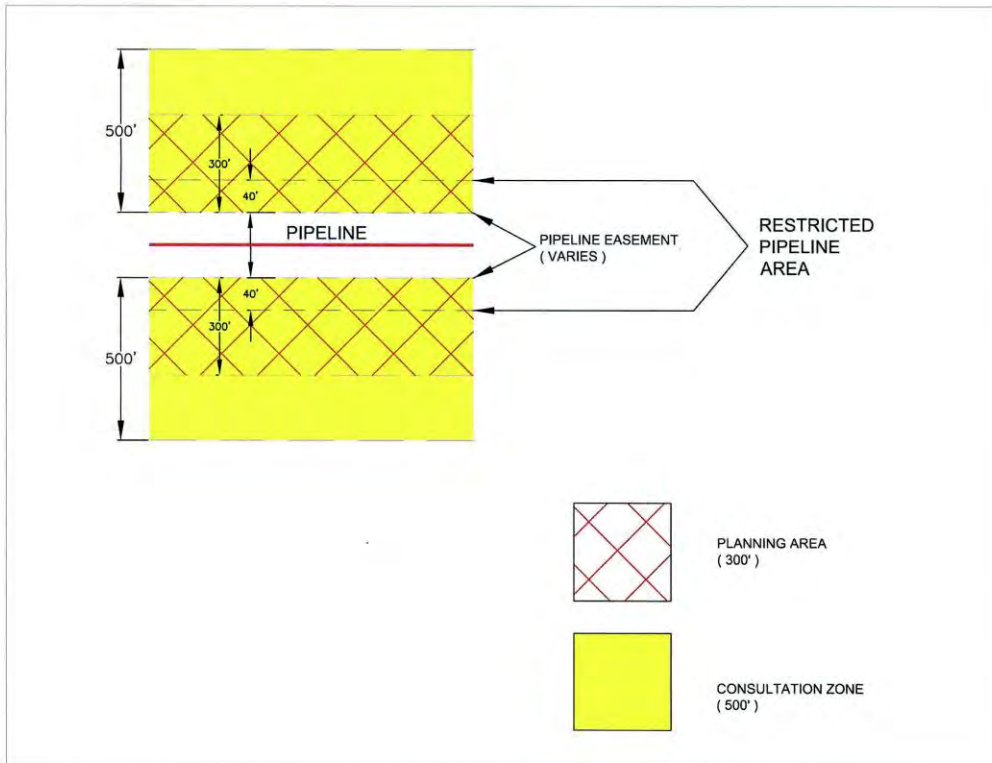 500'
300'
40'
PIPELINE
PIPELINE EASEMENT
( VARIES )
RESTRICTED
PIPELINE
AREA
40'
300'
500'
PLANNING AREA
( 300' )
CONSULTATION ZONE
( 500' )